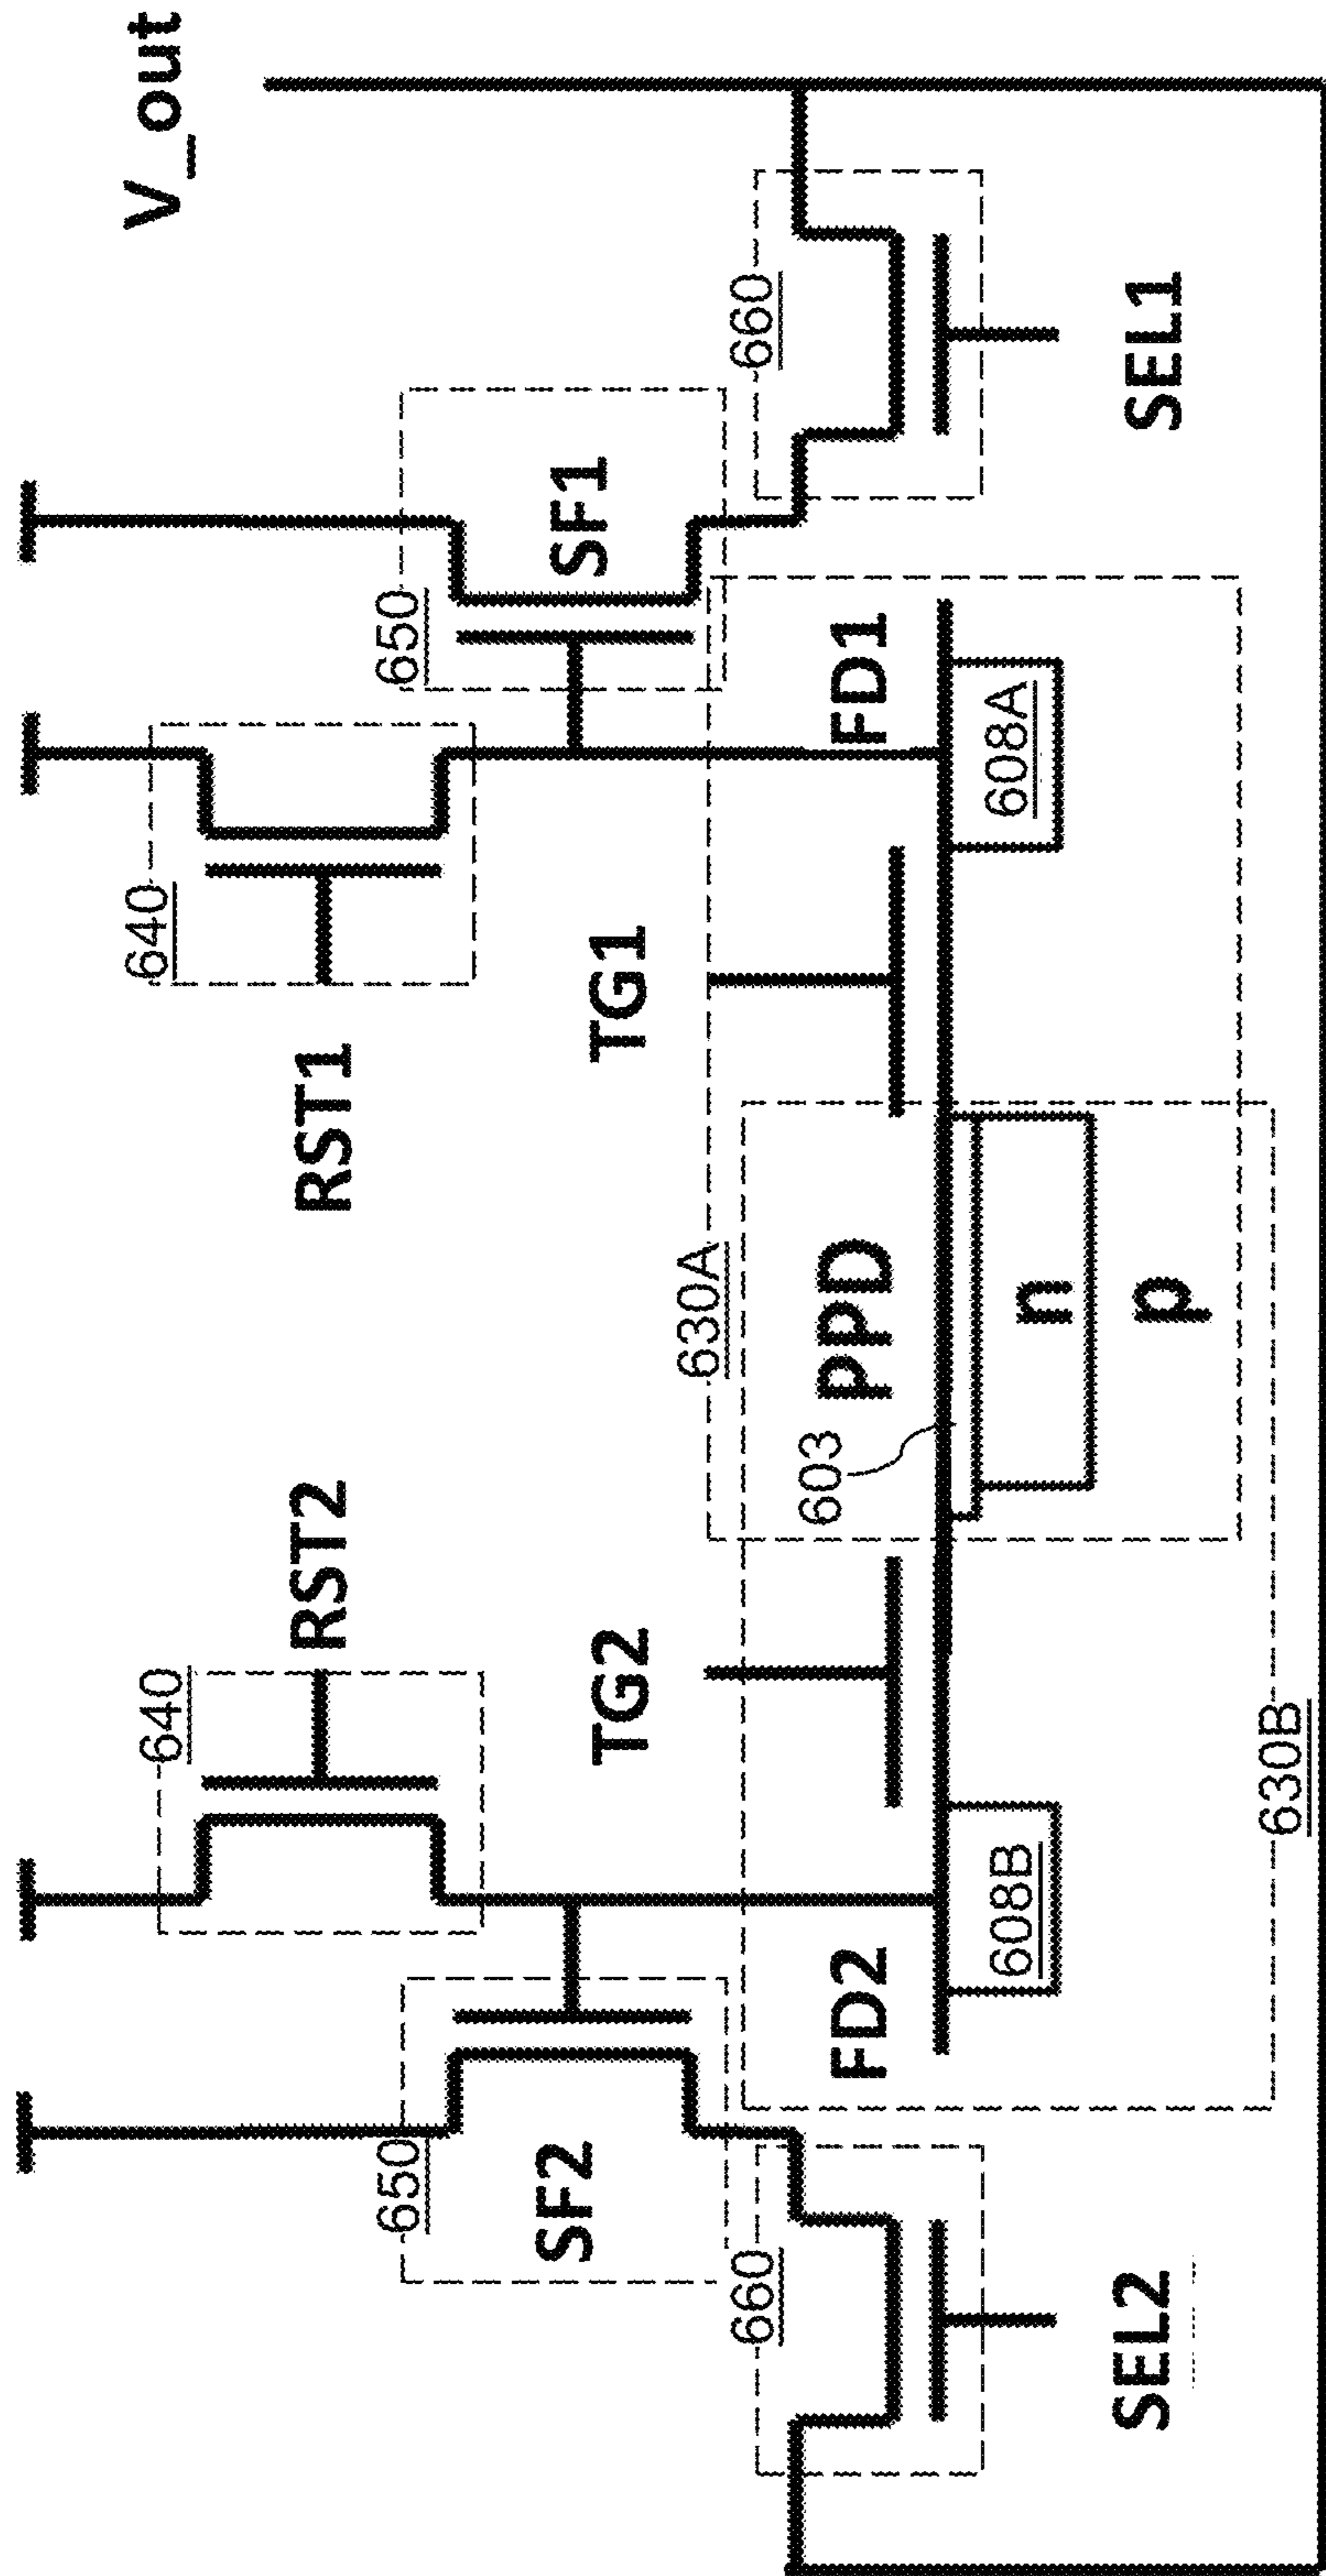 V_out
640
RST2
RST1
640
650
SF2
SF1
650
TG2
TG1
630A
660
660
FD2
603
PPD
FD1
608B
n
608A
SEL2
p
SEL1
630B